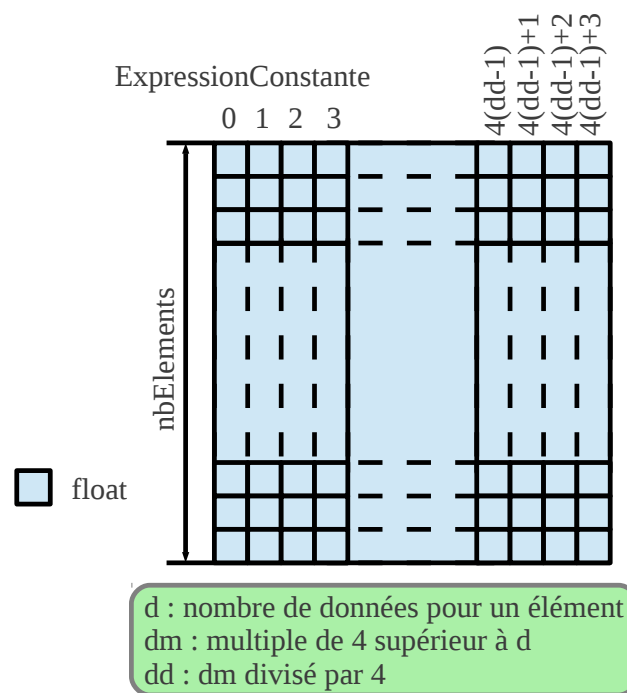 4(dd-1)
4(dd-1)+1
4(dd-1)+2
4(dd-1)+3
ExpressionConstante
0 1 2 3
nbElements
float
d : nombre de données pour un élément
dm : multiple de 4 supérieur à d
dd : dm divisé par 4